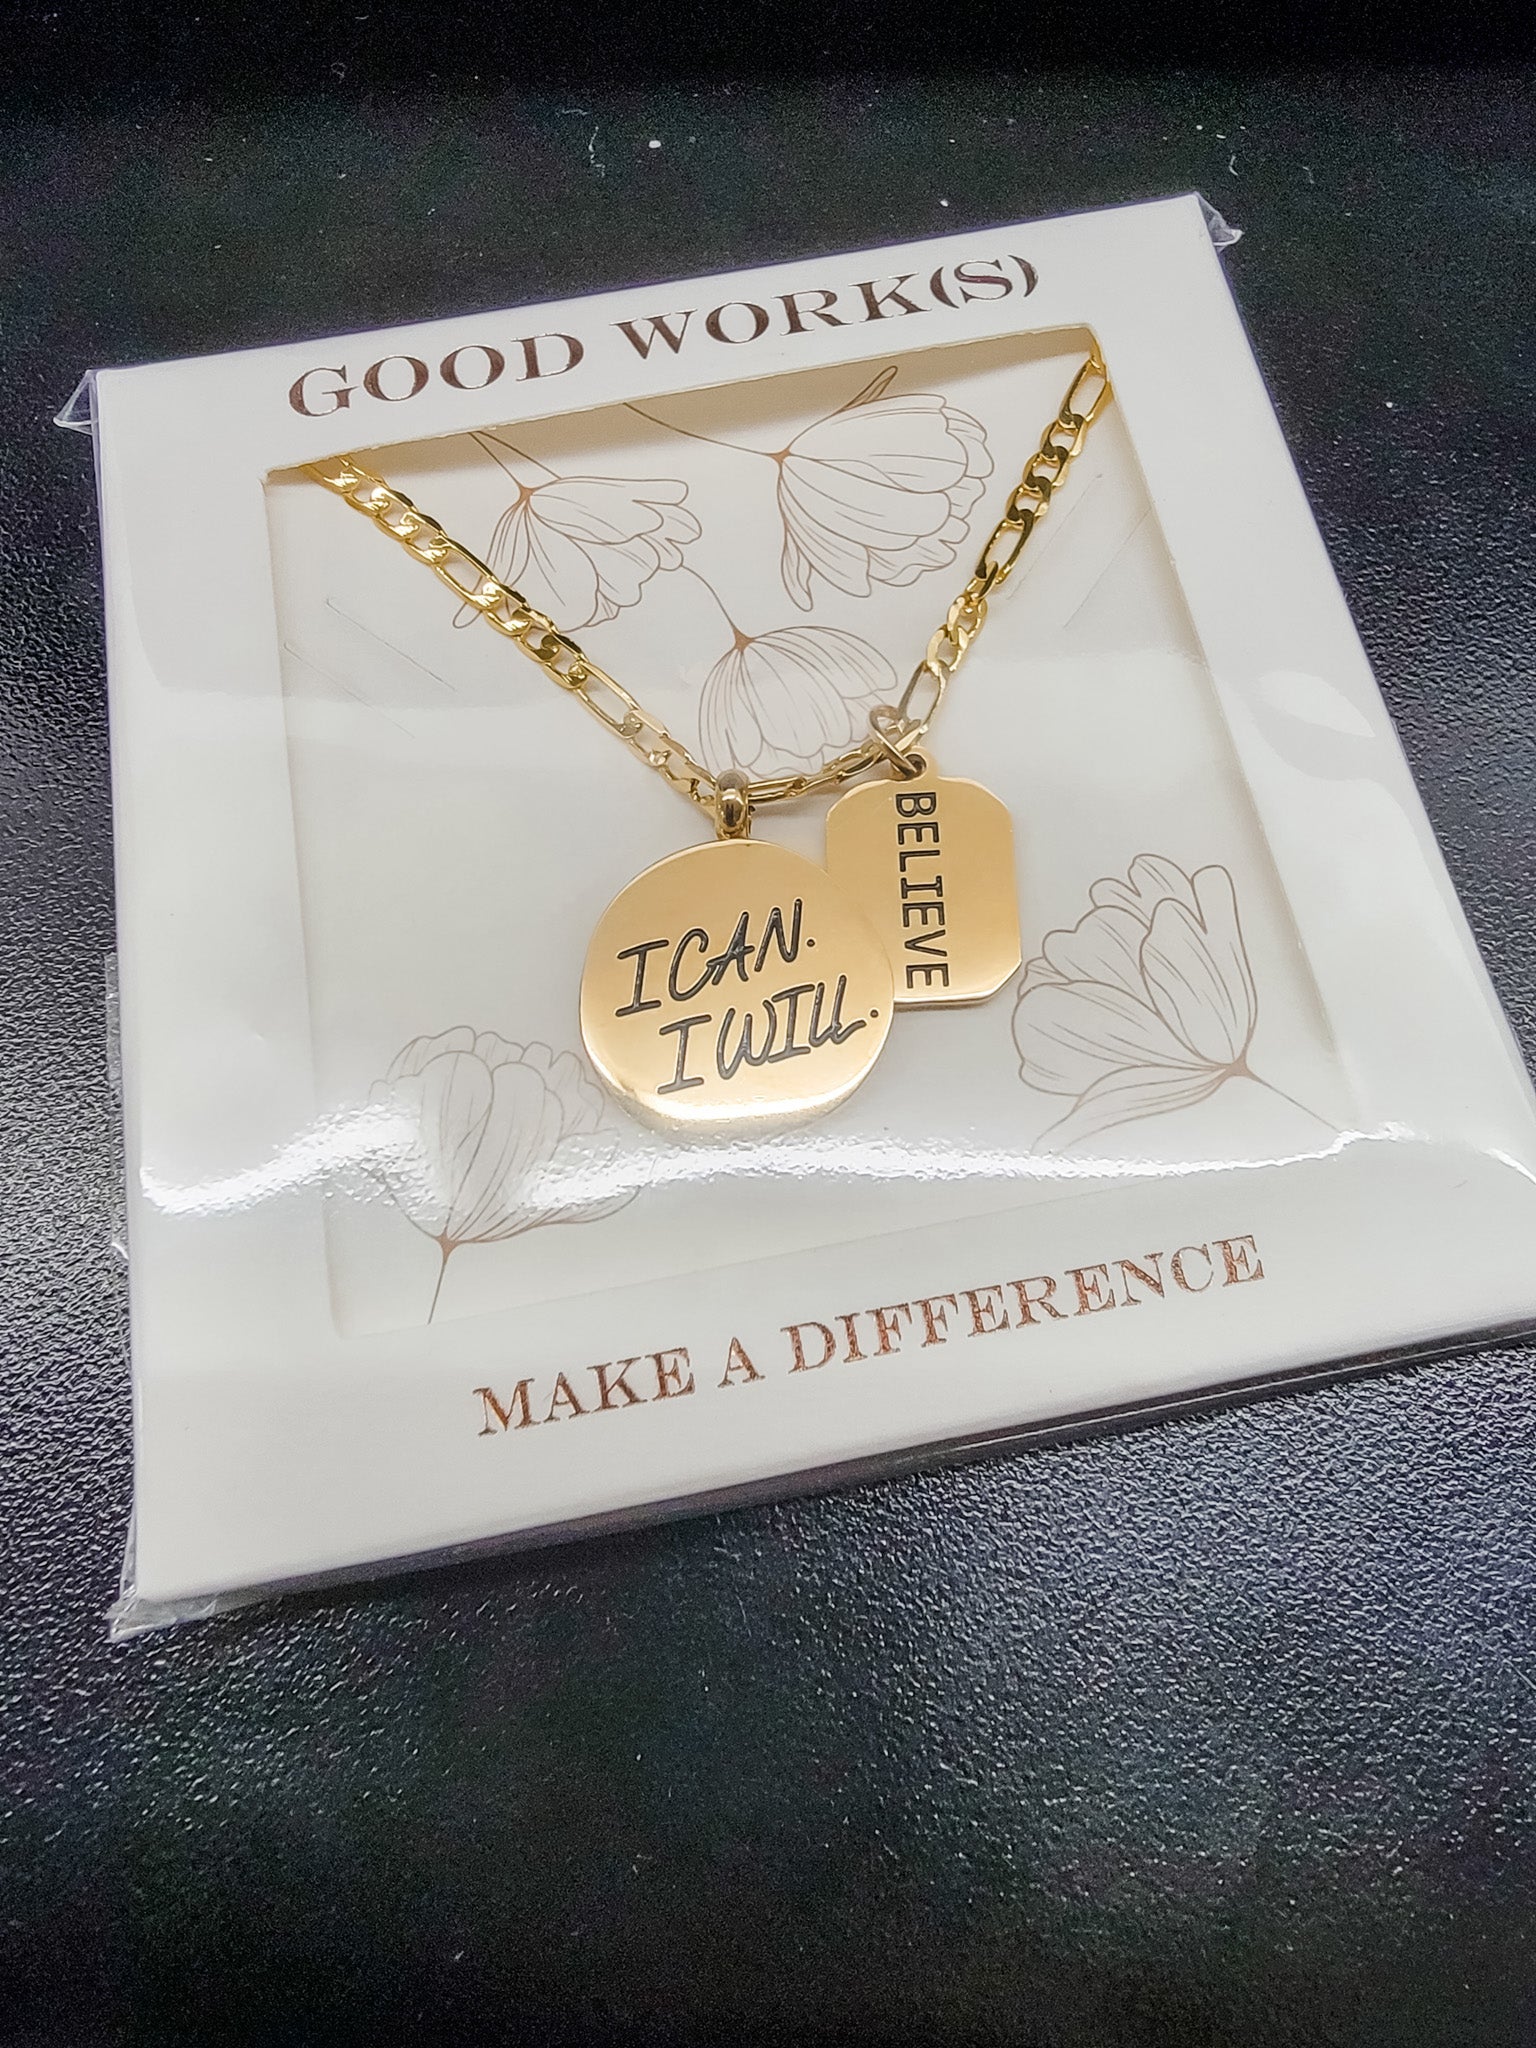 GOOD WORK(S)
BELIEVE
I CAN.
I WILL.
MAKE A DIFFERENCE